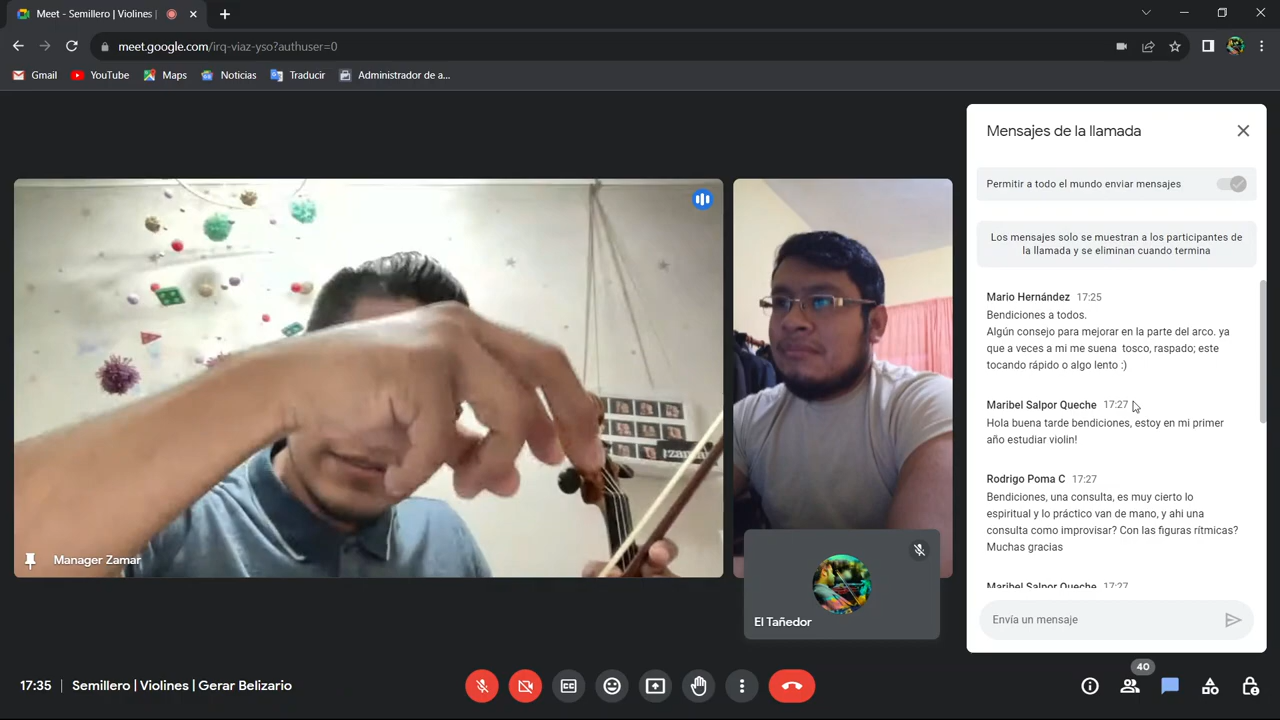 Meet - Semillero | Violines |
meet.google.com/irq-viaz-yso?authuser=0
Gmail
YouTube
Maps
Noticias
Traducir
Administrador de a...
Mensajes de la llamada
Permitir a todo el mundo enviar mensajes
Los mensajes solo se muestran a los participantes de
la llamada y se eliminan cuando termina
Mario Hernández 17:25
Bendiciones a todos.
Algún consejo para mejorar en la parte del arco. ya
que a veces a mi me suena tosco, raspado; este
tocando rápido o algo lento :)
Maribel Salpor Queche 17:27
Hola buena tarde bendiciones, estoy en mi primer
año estudiar violin!
Rodrigo Poma C 17:27
Bendiciones, una consulta, es muy cierto lo
espiritual y lo práctico van de mano, y ahi una
consulta como improvisar? Con las figuras rítmicas?
Muchas gracias
Maribel Salpor Queche 17:27
Envía un mensaje
Manager Zamar
El Tañedor
17:35 | Semillero | Violines | Gerar Belizario
CC
40